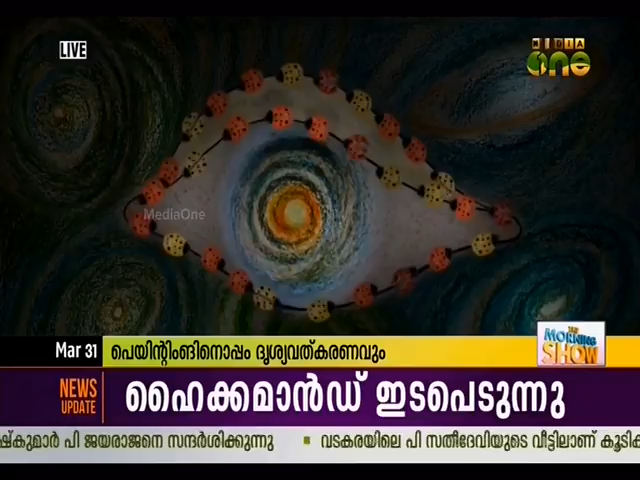 LIVE
MEDIA
one
MediaOne
Mar 31 പെയിന്റിംങിനൊപ്പം ദൃശ്യവത്കരണവും
THE MORNING SHOW
NEWS UPDATE
ഹൈക്കമാൻഡ് ഇടപെടുന്നു
പി ജയരാജനെ സന്ദർശിക്കുന്നു ▪ വടകരയിലെ പി സതീദേവിയുടെ വീട്ടിലാണ്